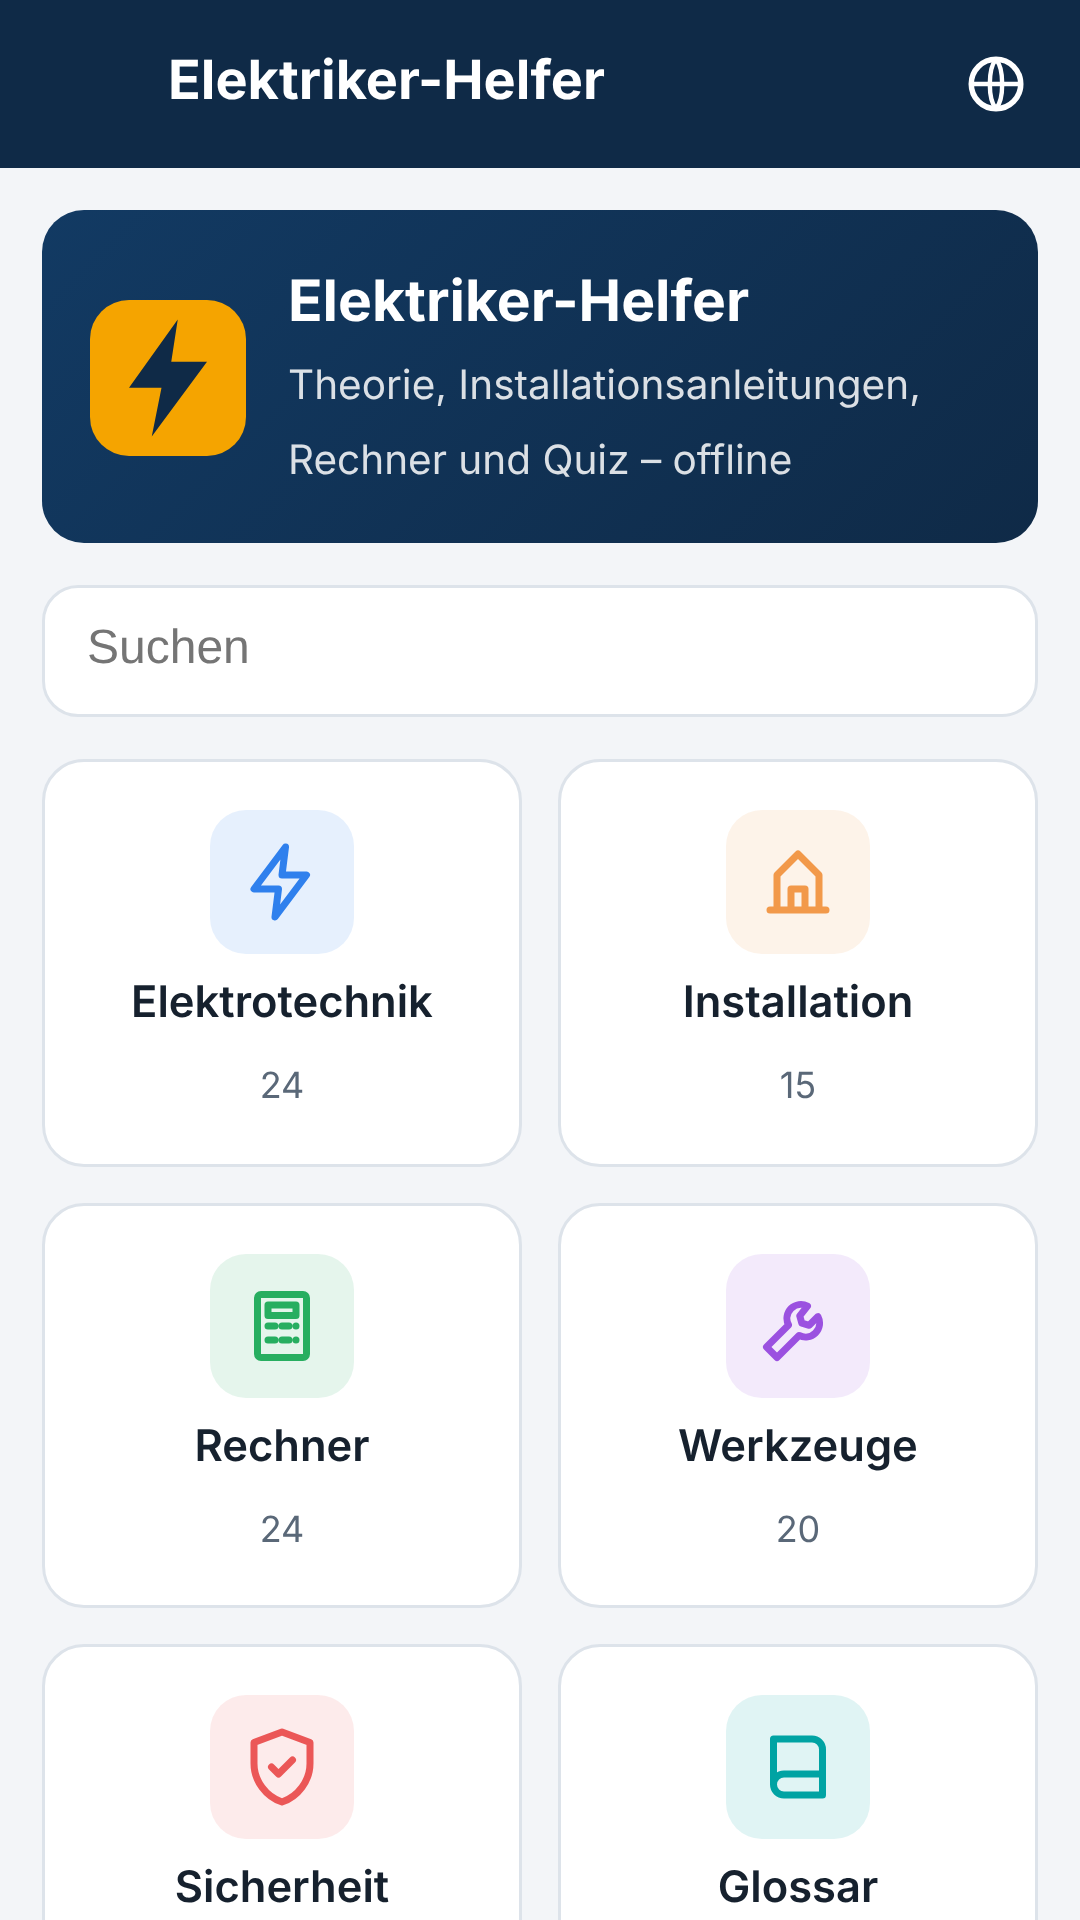 Elektriker-Helfer
Elektriker-Helfer
Theorie, Installationsanleitungen,
Rechner und Quiz – offline
Suchen
Elektrotechnik
24
Installation
15
Rechner
24
Werkzeuge
20
Sicherheit
Glossar